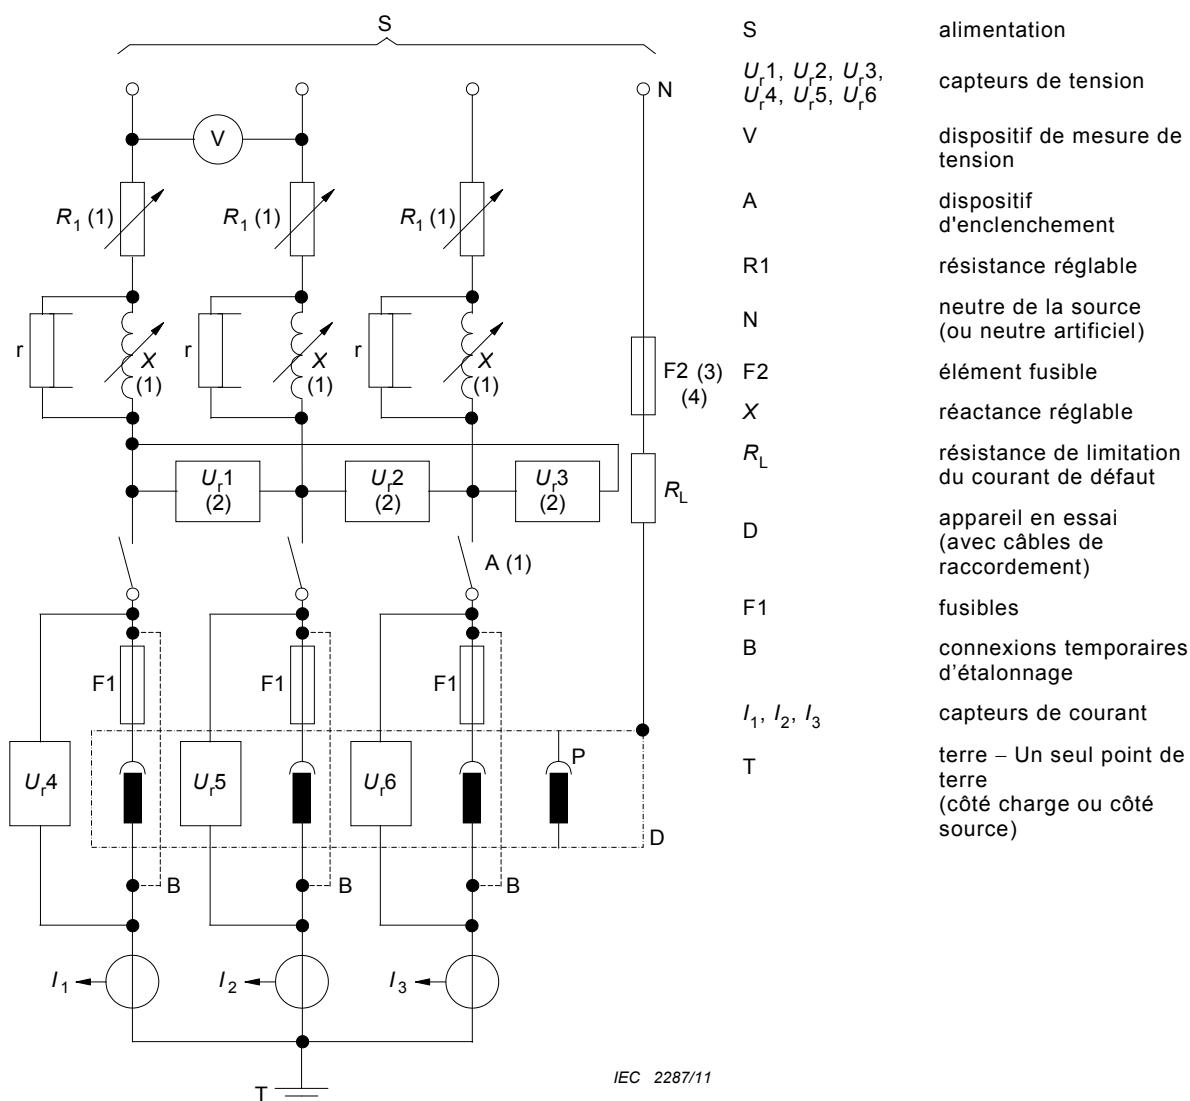 S
N
V
R1 (1)
R1 (1)
R1 (1)
r
X
(1)
r
X
(1)
r
X
(1)
F2 (3)
(4)
Ur1
(2)
Ur2
(2)
Ur3
(2)
RL
A (1)
F1
F1
F1
Ur4
Ur5
Ur6
P
D
B
B
B
I1
I2
I3
T
IEC 2287/11
S alimentation
Ur1, Ur2, Ur3,
Ur4, Ur5, Ur6
capteurs de tension
V dispositif de mesure de
tension
A dispositif
d'enclenchement
R1 résistance réglable
N neutre de la source
(ou neutre artificiel)
F2 élément fusible
X réactance réglable
RL résistance de limitation
du courant de défaut
D appareil en essai
(avec câbles de
raccordement)
F1 fusibles
B connexions temporaires
d'étalonnage
I1, I2, I3 capteurs de courant
T terre – Un seul point de
terre
(côté charge ou côté
source)